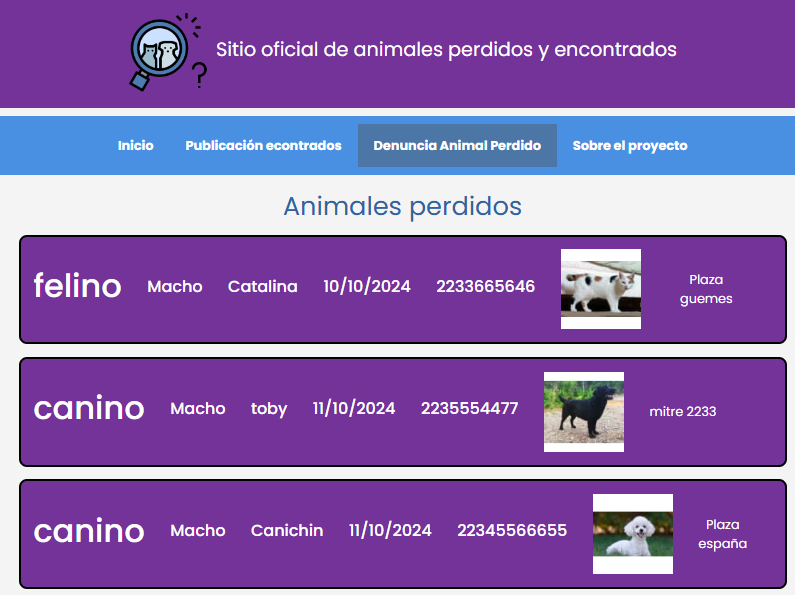 ?
Sitio oficial de animales perdidos y encontrados
Inicio Publicación econtrados Denuncia Animal Perdido Sobre el proyecto
Animales perdidos
felino Macho Catalina 10/10/2024 2233665646 Plaza
guemes
canino Macho toby 11/10/2024 2235554477 mitre 2233
canino Macho Canichin 11/10/2024 22345566655 Plaza
españa